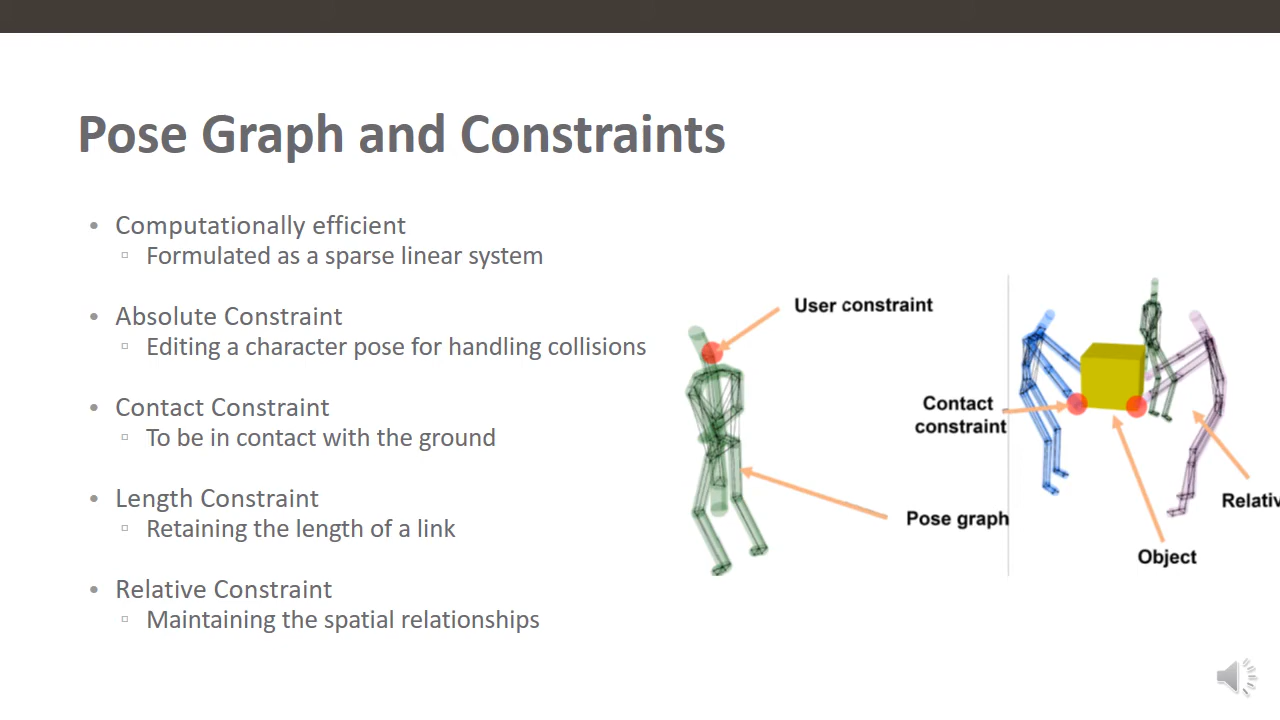 Pose Graph and Constraints
• Computationally efficient
▫ Formulated as a sparse linear system
• Absolute Constraint
▫ Editing a character pose for handling collisions
• Contact Constraint
▫ To be in contact with the ground
• Length Constraint
▫ Retaining the length of a link
• Relative Constraint
▫ Maintaining the spatial relationships
User constraint
Pose graph
Contact
constraint
Object
Relativ